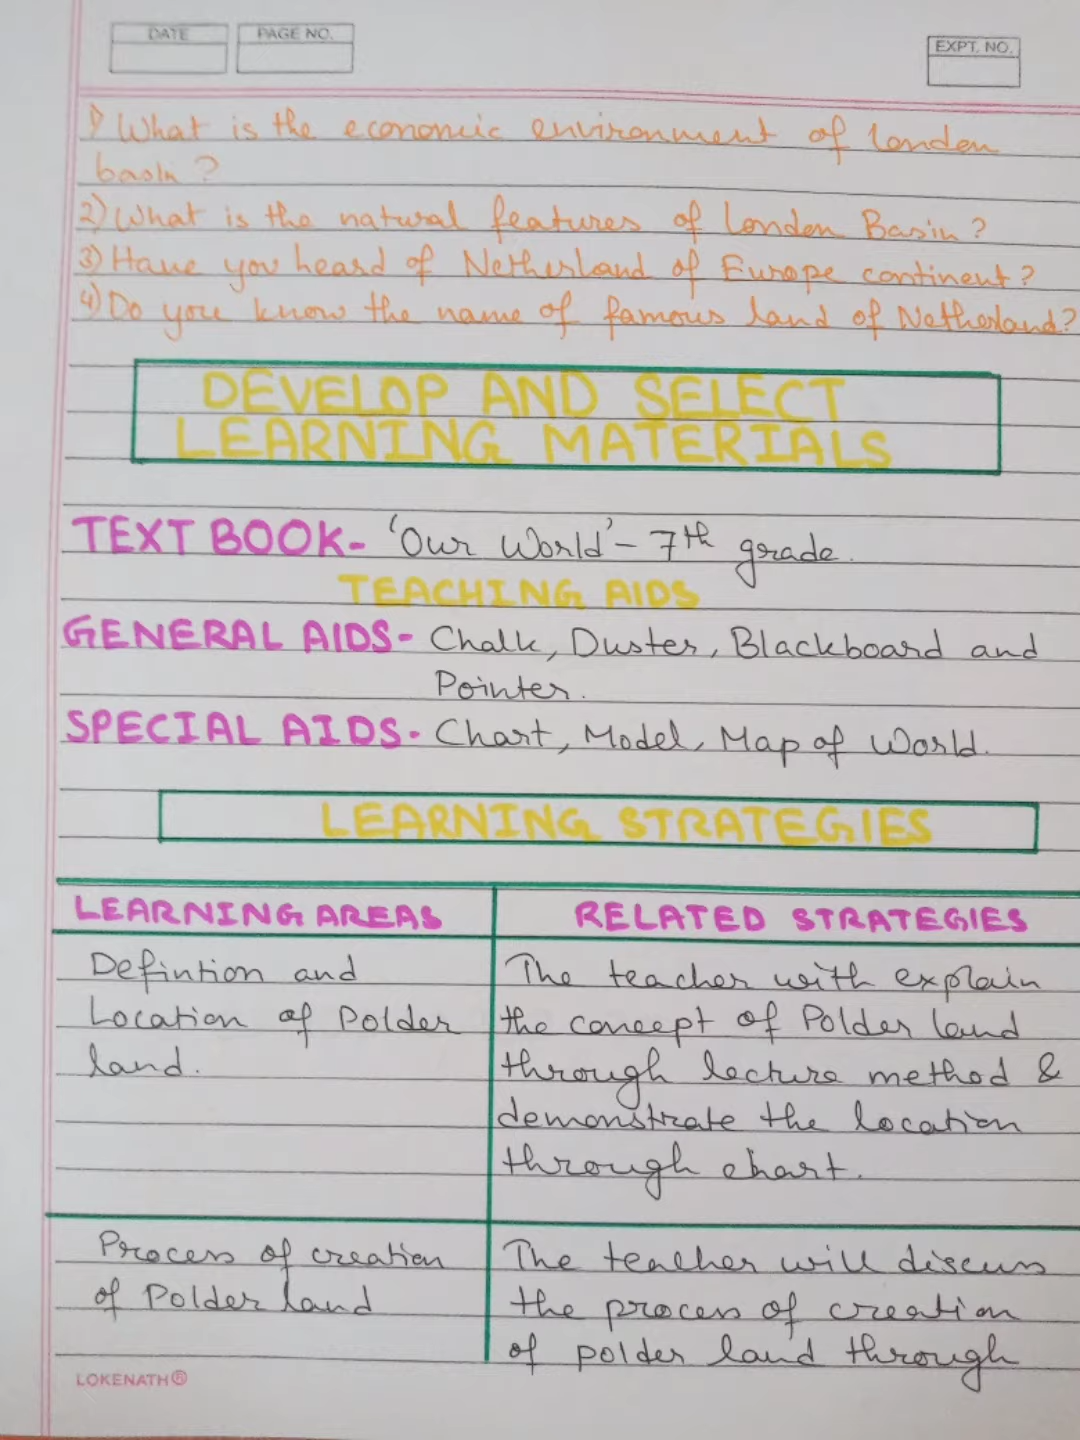 DATE
PAGE NO.
EXPT. NO.
1) What is the economic environment of London
basin ?
2) What is the natural features of London Basin ?
3) Have you heard of Netherland of Europe continent ?
4) Do you know the name of famous land of Netherland ?
DEVELOP AND SELECT
LEARNING MATERIALS
TEXT BOOK- 'Our World' - 7th grade.
TEACHING AIDS
GENERAL AIDS- Chalk, Duster, Blackboard and
Pointer.
SPECIAL AIDS- Chart, Model, Map of World.
LEARNING STRATEGIES
LEARNING AREAS
Defintion and
Location of Polder
land.
RELATED STRATEGIES
The teacher with explain
the concept of Polder land
through lecture method &
demonstrate the location
through chart.
Process of creation
of Polder land
The teacher will discuss
the process of creation
of polder land through
LOKENATH®